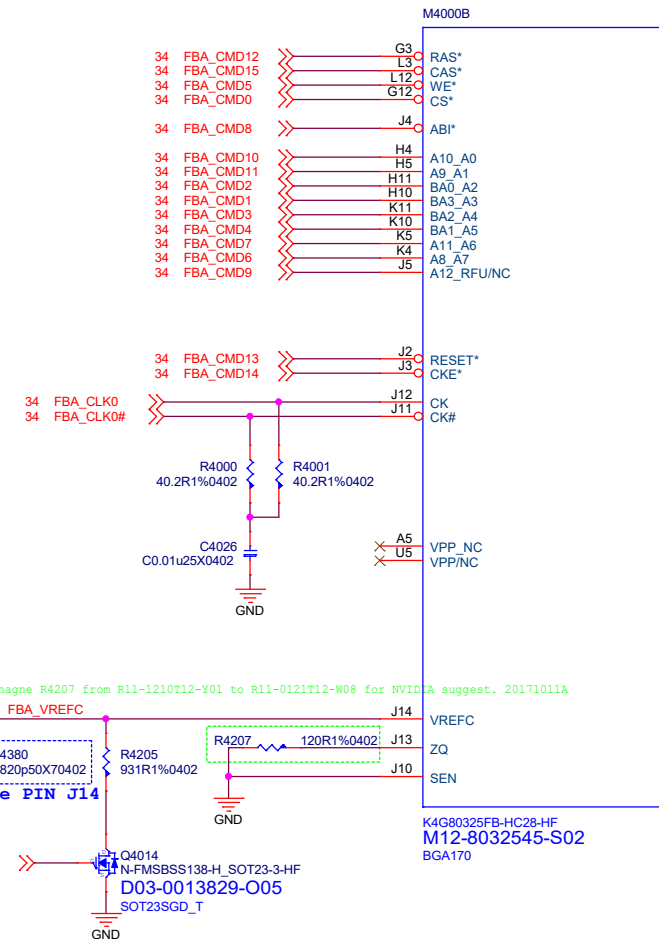 M4000B
34 FBA_CMD12 G3 RAS*
34 FBA_CMD15 L3 CAS*
34 FBA_CMD5 L12 WE*
34 FBA_CMD0 G12 CS*
34 FBA_CMD8 J4 ABI*
34 FBA_CMD10 H4 A10_A0
34 FBA_CMD11 H5 A9_A1
34 FBA_CMD2 H11 BA0_A2
34 FBA_CMD1 H10 BA3_A3
34 FBA_CMD3 K11 BA2_A4
34 FBA_CMD4 K10 BA1_A5
34 FBA_CMD7 K5 A11_A6
34 FBA_CMD6 K4 A8_A7
34 FBA_CMD9 J5 A12_RFU/NC
34 FBA_CMD13 J2 RESET*
34 FBA_CMD14 J3 CKE*
34 FBA_CLK0 J12 CK
34 FBA_CLK0# J11 CK#
R4000 R4001
40.2R1%0402 40.2R1%0402
A5 VPP_NC
U5 VPP/NC
C4026
C0.01u25X0402
GND
hagne R4207 from R11-1210T12-Y01 to R11-0121T12-W08 for NVIDIA suggest. 20171011A
FBA_VREFC J14 VREFC
R4207 120R1%0402 J13 ZQ
4380 R4205
820p50X70402 931R1%0402
J10 SEN
e PIN J14
GND
K4G80325FB-HC28-HF
M12-8032545-S02
BGA170
Q4014
N-FMSBSS138-H_SOT23-3-HF
D03-0013829-O05
SOT23SGD_T
GND